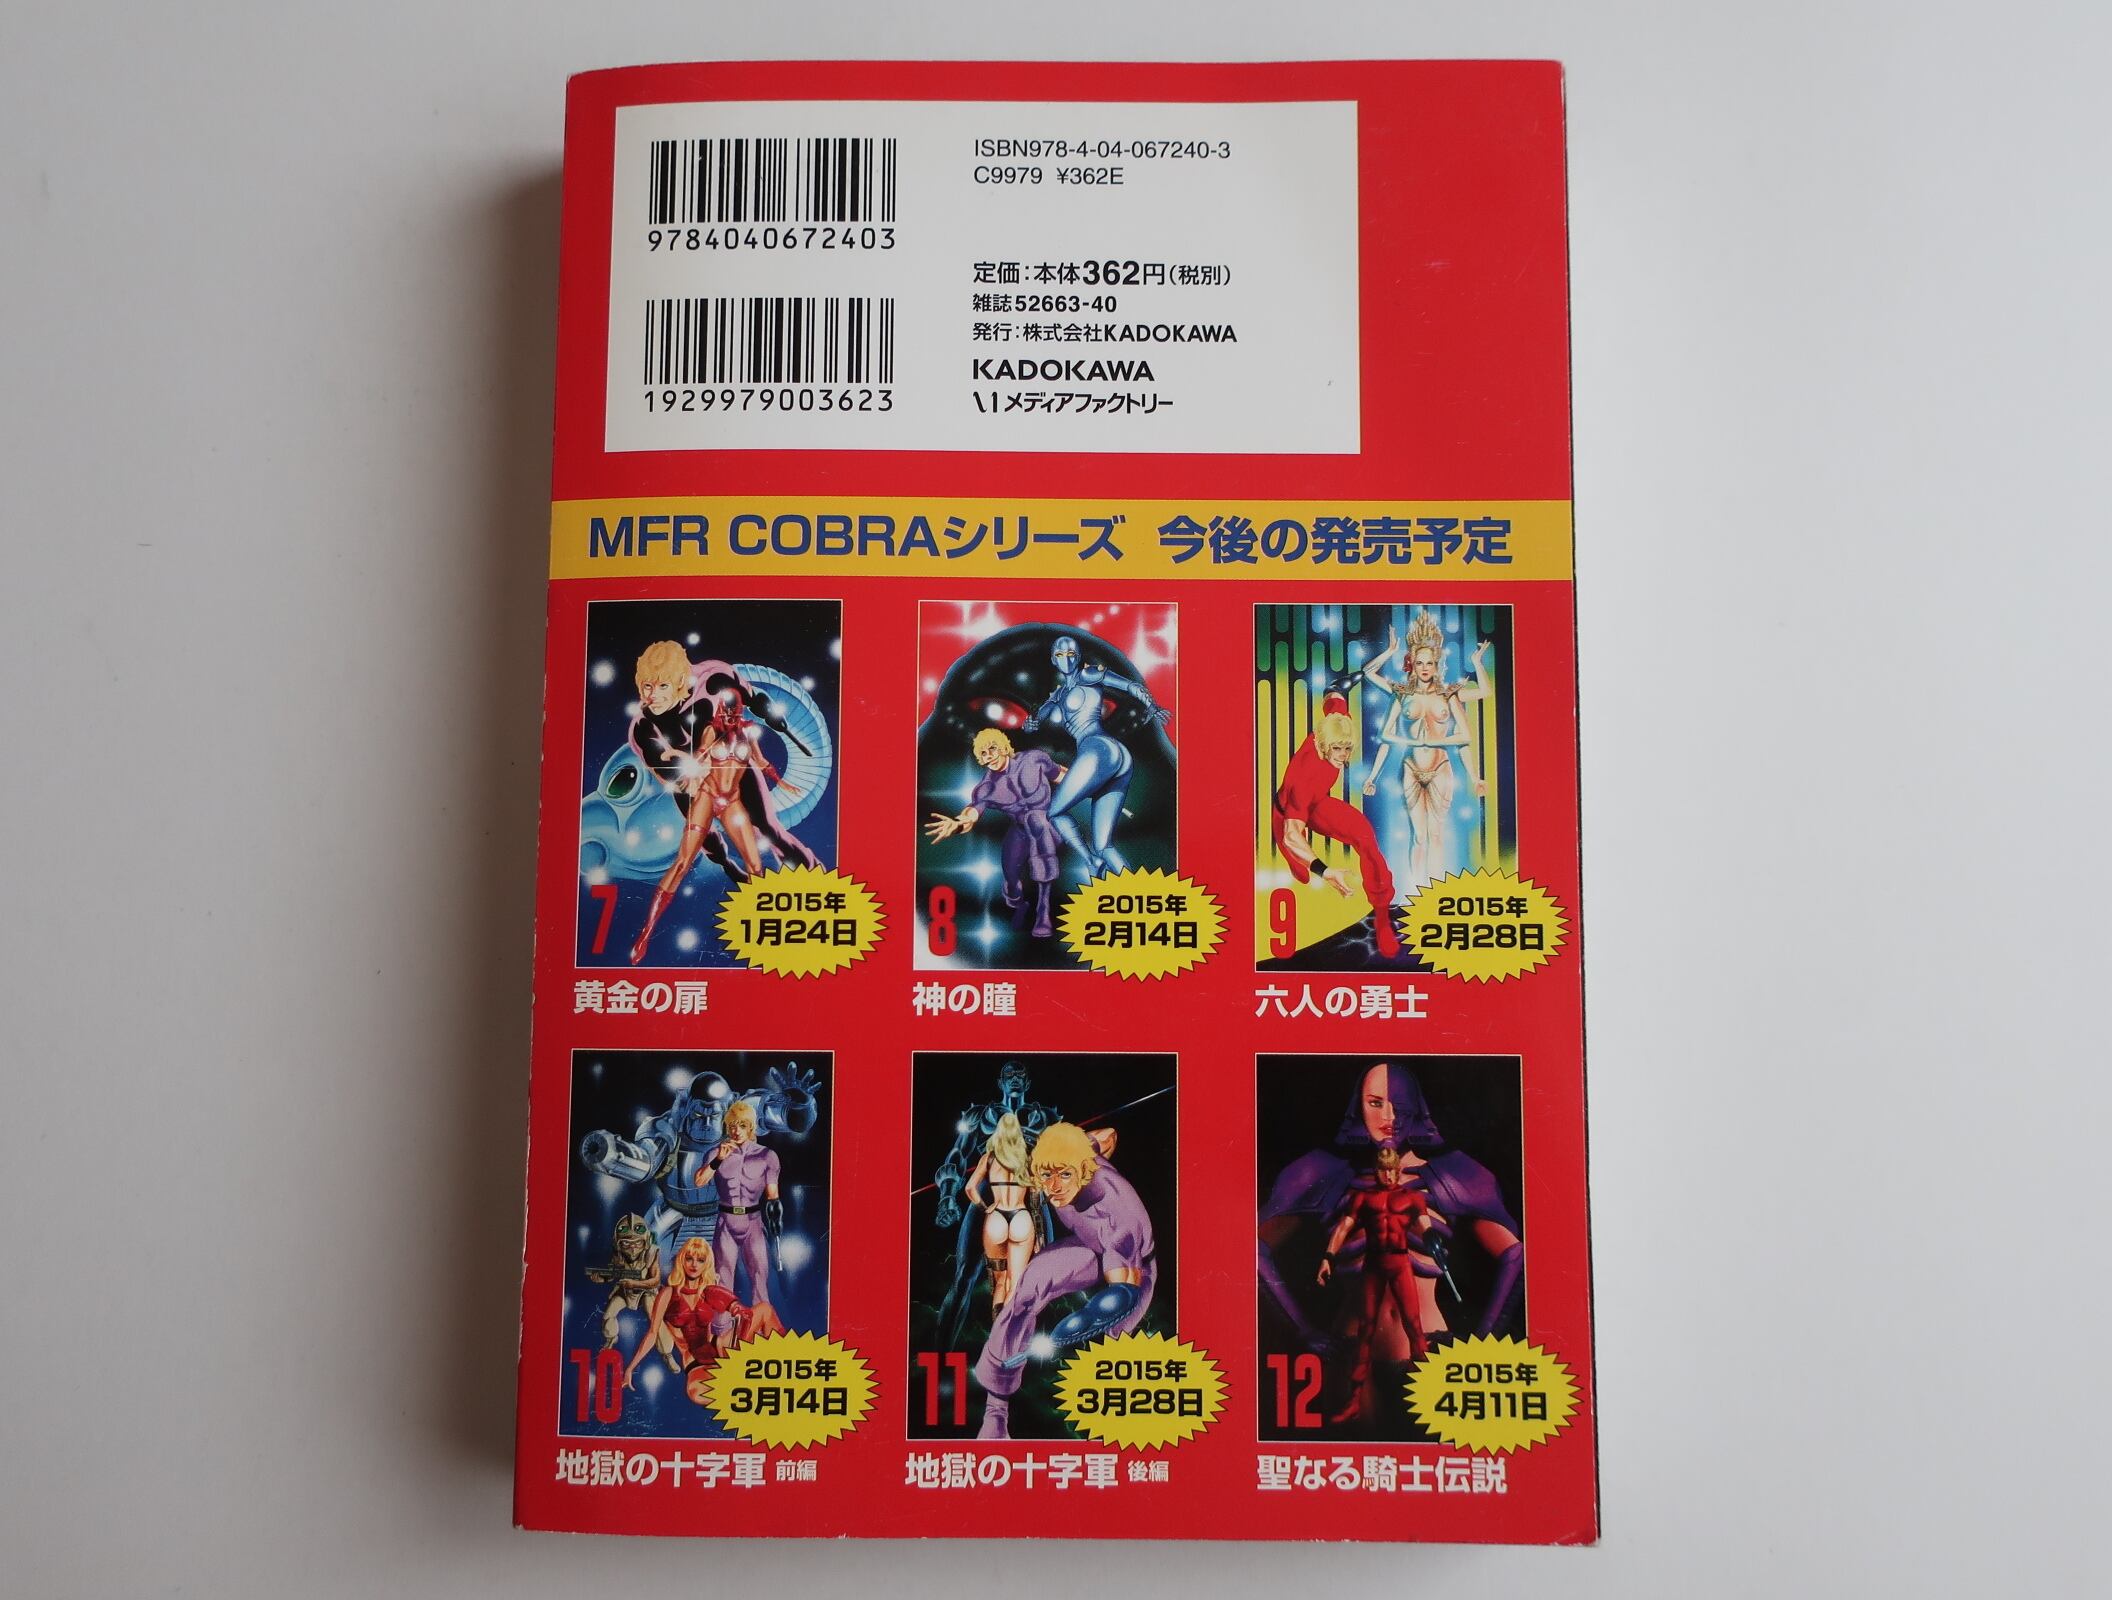 ISBN978-4-04-067240-3
C9979 ¥362E
9784040672403
定価:本体362円(税別)
雑誌52663-40
発行:株式会社KADOKAWA
KADOKAWA
メディアファクトリー
1929979003623
MFR COBRAシリーズ 今後の発売予定
7
2015年
1月24日
黄金の扉
8
2015年
2月14日
神の瞳
9
2015年
2月28日
六人の勇士
10
2015年
3月14日
地獄の十字軍 前編
11
2015年
3月28日
地獄の十字軍 後編
12
2015年
4月11日
聖なる騎士伝説